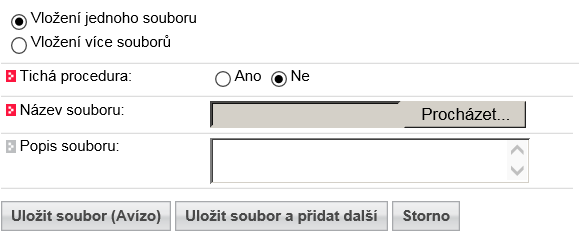 Vložení jednoho souboru
Vložení více souborů
Tichá procedura: Ano Ne
Název souboru: Procházet...
Popis souboru:
Uložit soubor (Avízo) Uložit soubor a přidat další Storno